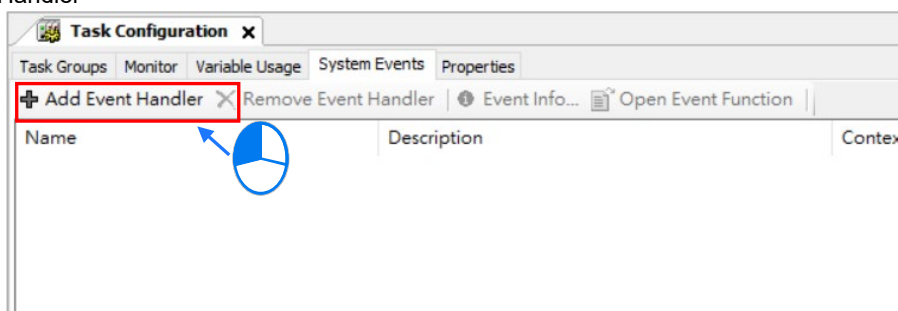 Handler
Task Configuration x
Task Groups Monitor Variable Usage System Events Properties
Add Event Handler Remove Event Handler Event Info... Open Event Function
Name Description Contex